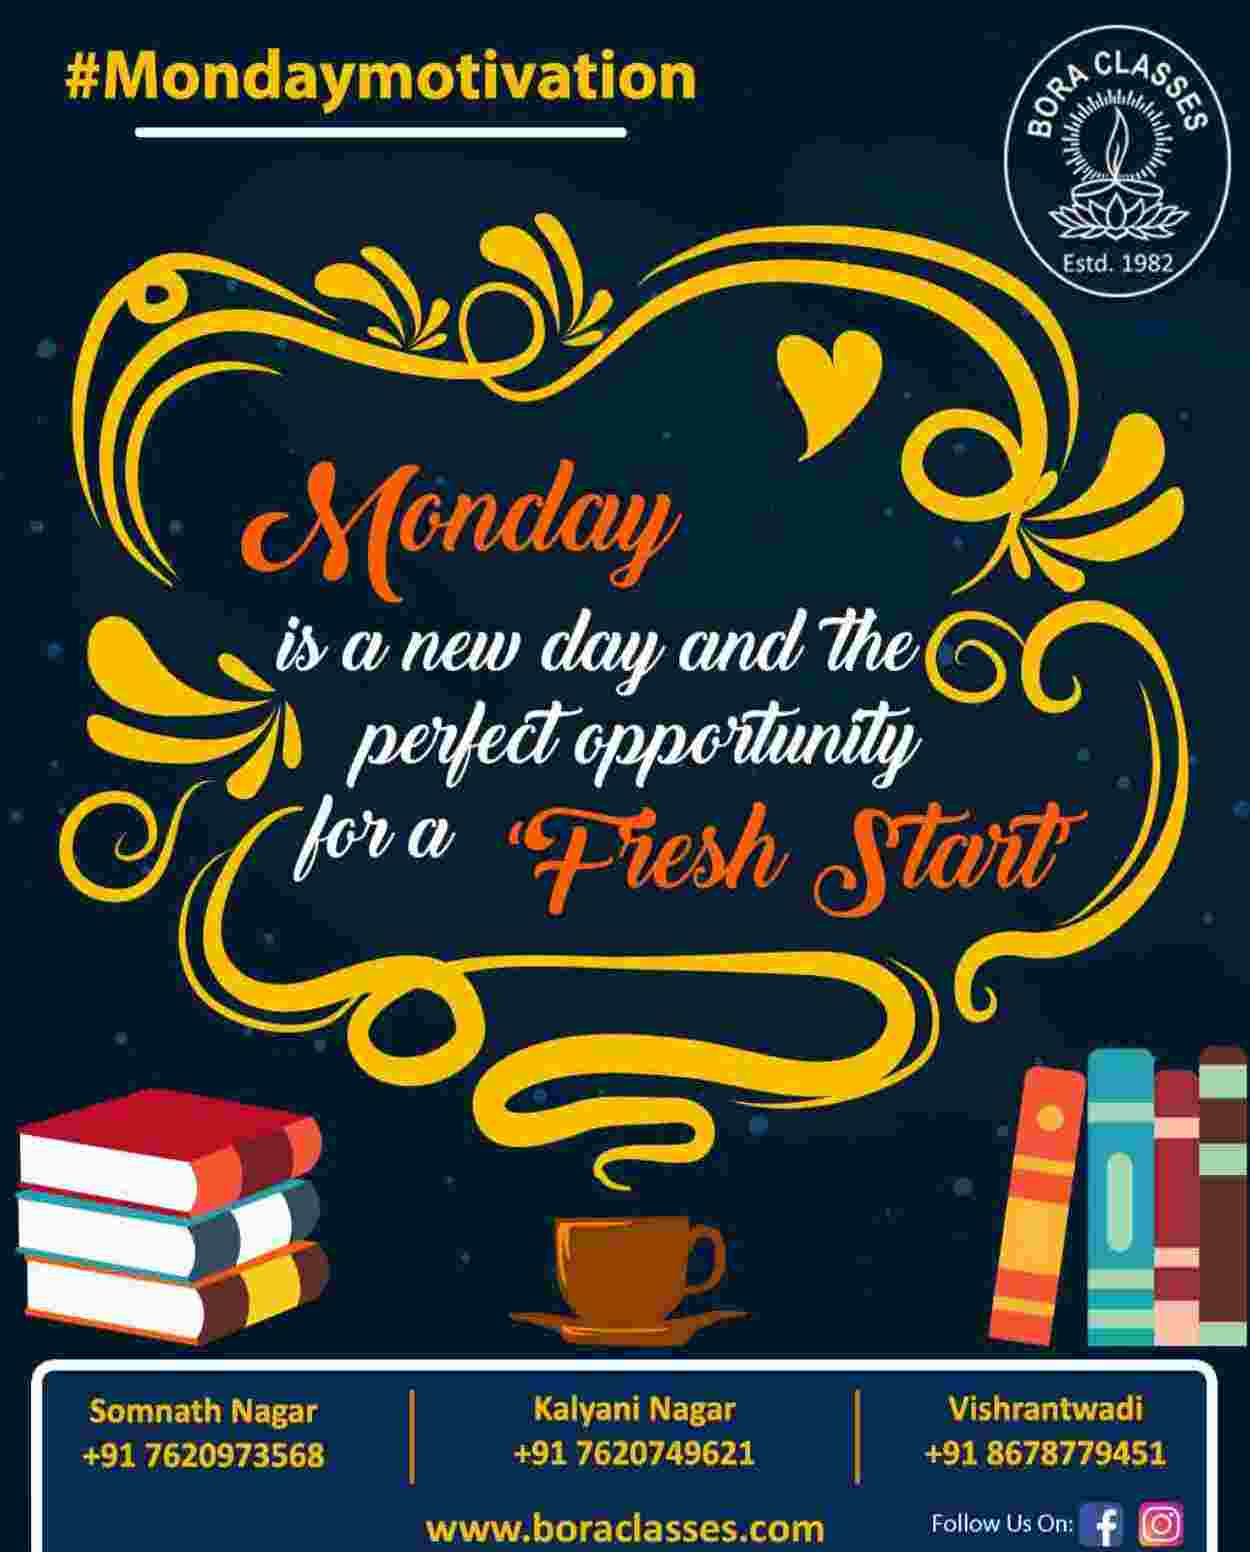 #Mondaymotivation
BORA CLASSES
Estd. 1982
Monday
is a new day and the
perfect opportunity
for a "Fresh Start"
Somnath Nagar
+91 7620973568
Kalyani Nagar
+91 7620749621
Vishrantwadi
+91 8678779451
www.boraclasses.com
Follow Us On: